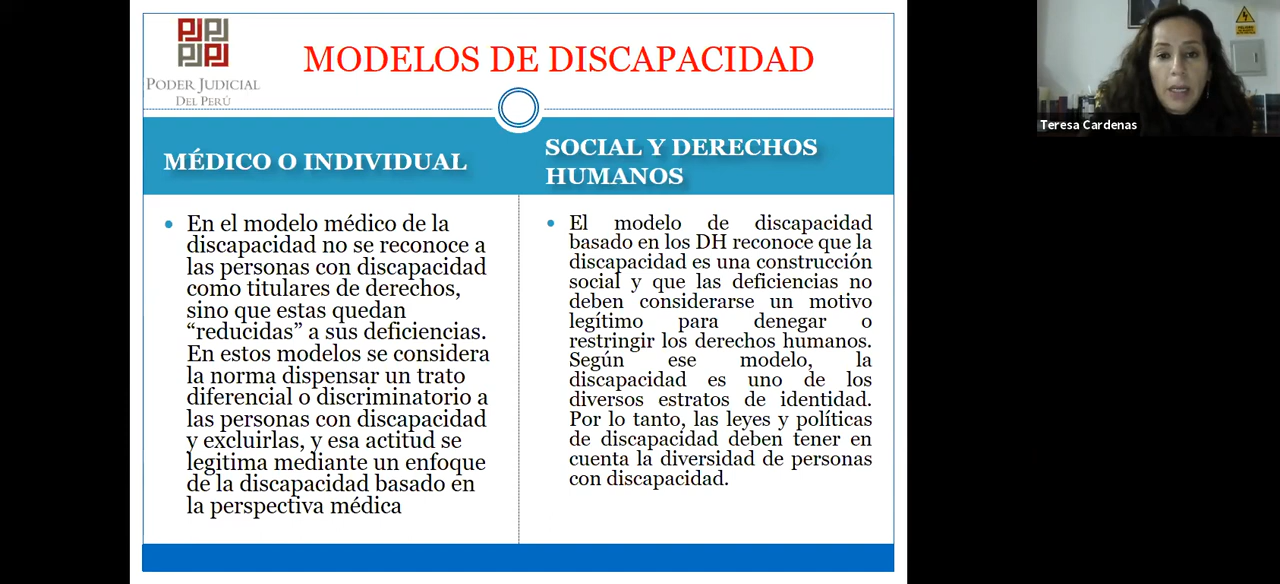 PODER JUDICIAL
DEL PERÚ
MODELOS DE DISCAPACIDAD
MÉDICO O INDIVIDUAL
En el modelo médico de la
discapacidad no se reconoce a
las personas con discapacidad
como titulares de derechos,
sino que estas quedan
“reducidas” a sus deficiencias.
En estos modelos se considera
la norma dispensar un trato
diferencial o discriminatorio a
las personas con discapacidad
y excluirlas, y esa actitud se
legitima mediante un enfoque
de la discapacidad basado en
la perspectiva médica
SOCIAL Y DERECHOS
HUMANOS
El modelo de discapacidad
basado en los DH reconoce que la
discapacidad es una construcción
social y que las deficiencias no
deben considerarse un motivo
legítimo para denegar o
restringir los derechos humanos.
Según ese modelo, la
discapacidad es uno de los
diversos estratos de identidad.
Por lo tanto, las leyes y políticas
de discapacidad deben tener en
cuenta la diversidad de personas
con discapacidad.
Teresa Cardenas